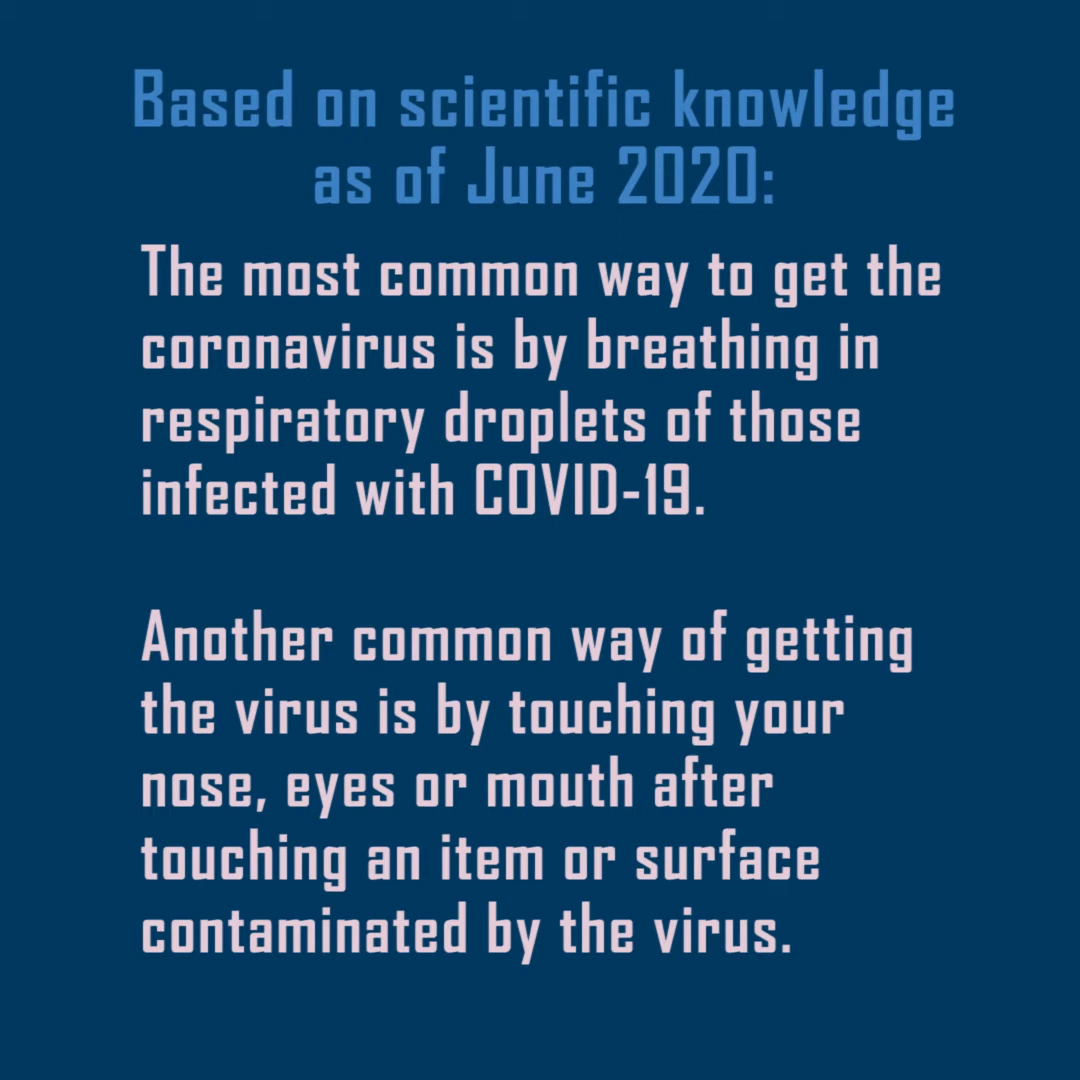 Based on scientific knowledge
as of June 2020:
The most common way to get the
coronavirus is by breathing in
respiratory droplets of those
infected with COVID-19.
Another common way of getting
the virus is by touching your
nose, eyes or mouth after
touching an item or surface
contaminated by the virus.